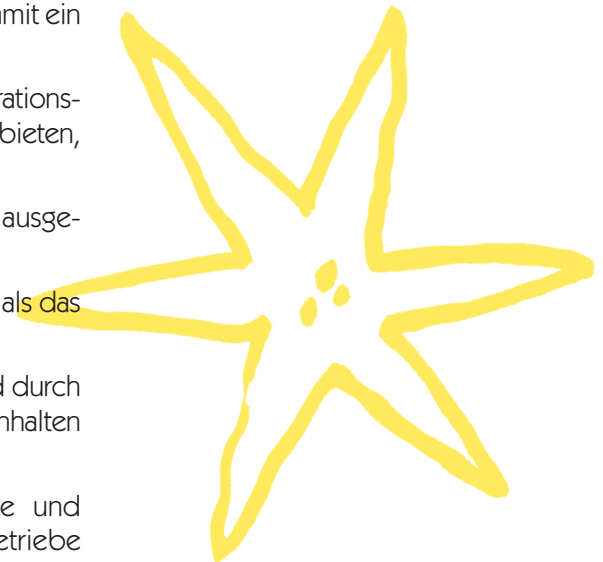 mit ein
rations-
bieten,
ausge-
als das
durch
nhalten
e und
etriebe